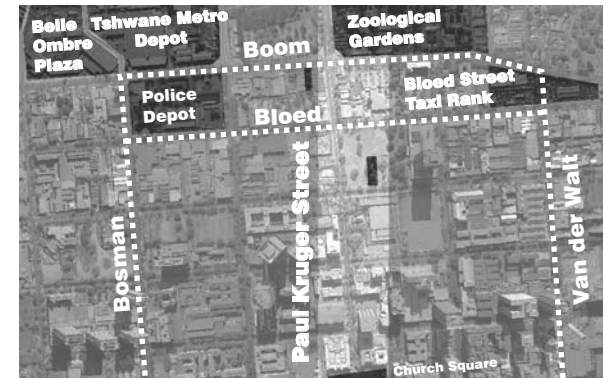 Belle
Ombre
Plaza
Tshwane Metro
Depot
Zoological
Gardens
Boom
Police
Depot
Bloed
Bloed Street
Taxi Rank
Bosman
Paul Kruger Street
Van der Walt
Church Square